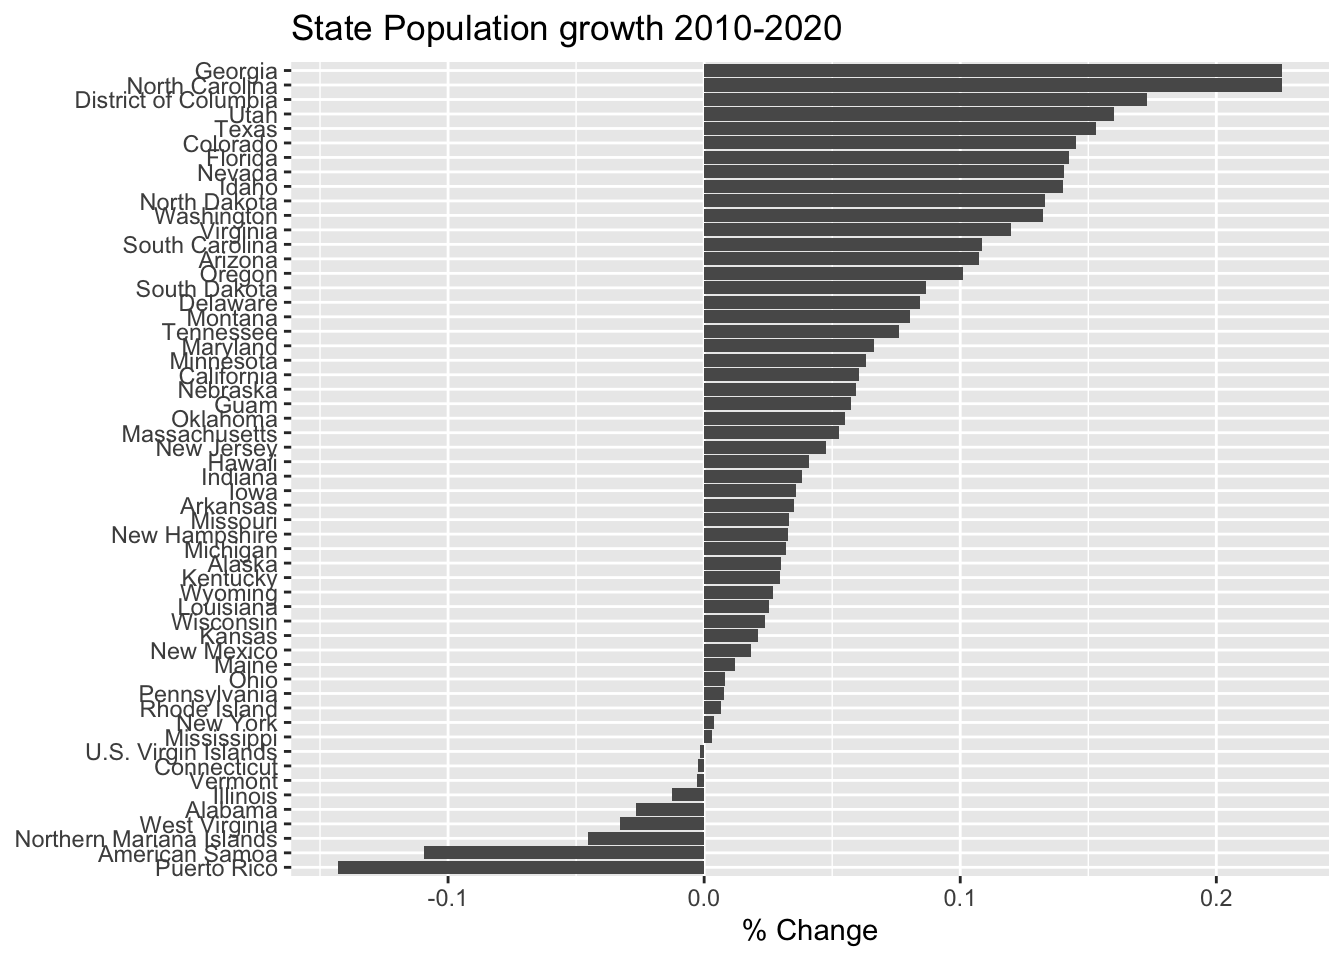 State Population growth 2010-2020
Georgia
North Carolina
District of Columbia
Utah
Texas
Colorado
Florida
Nevada
Idaho
North Dakota
Washington
Virginia
South Carolina
Arizona
Oregon
South Dakota
Delaware
Montana
Tennessee
Maryland
Minnesota
California
Nebraska
Guam
Oklahoma
Massachusetts
New Jersey
Hawaii
Indiana
Iowa
Arkansas
Missouri
New Hampshire
Michigan
Alaska
Kentucky
Wyoming
Louisiana
Wisconsin
Kansas
New Mexico
Maine
Ohio
Pennsylvania
Rhode Island
New York
Mississippi
U.S. Virgin Islands
Connecticut
Vermont
Illinois
Alabama
West Virginia
Northern Mariana Islands
American Samoa
Puerto Rico
-0.1 0.0 0.1 0.2
% Change